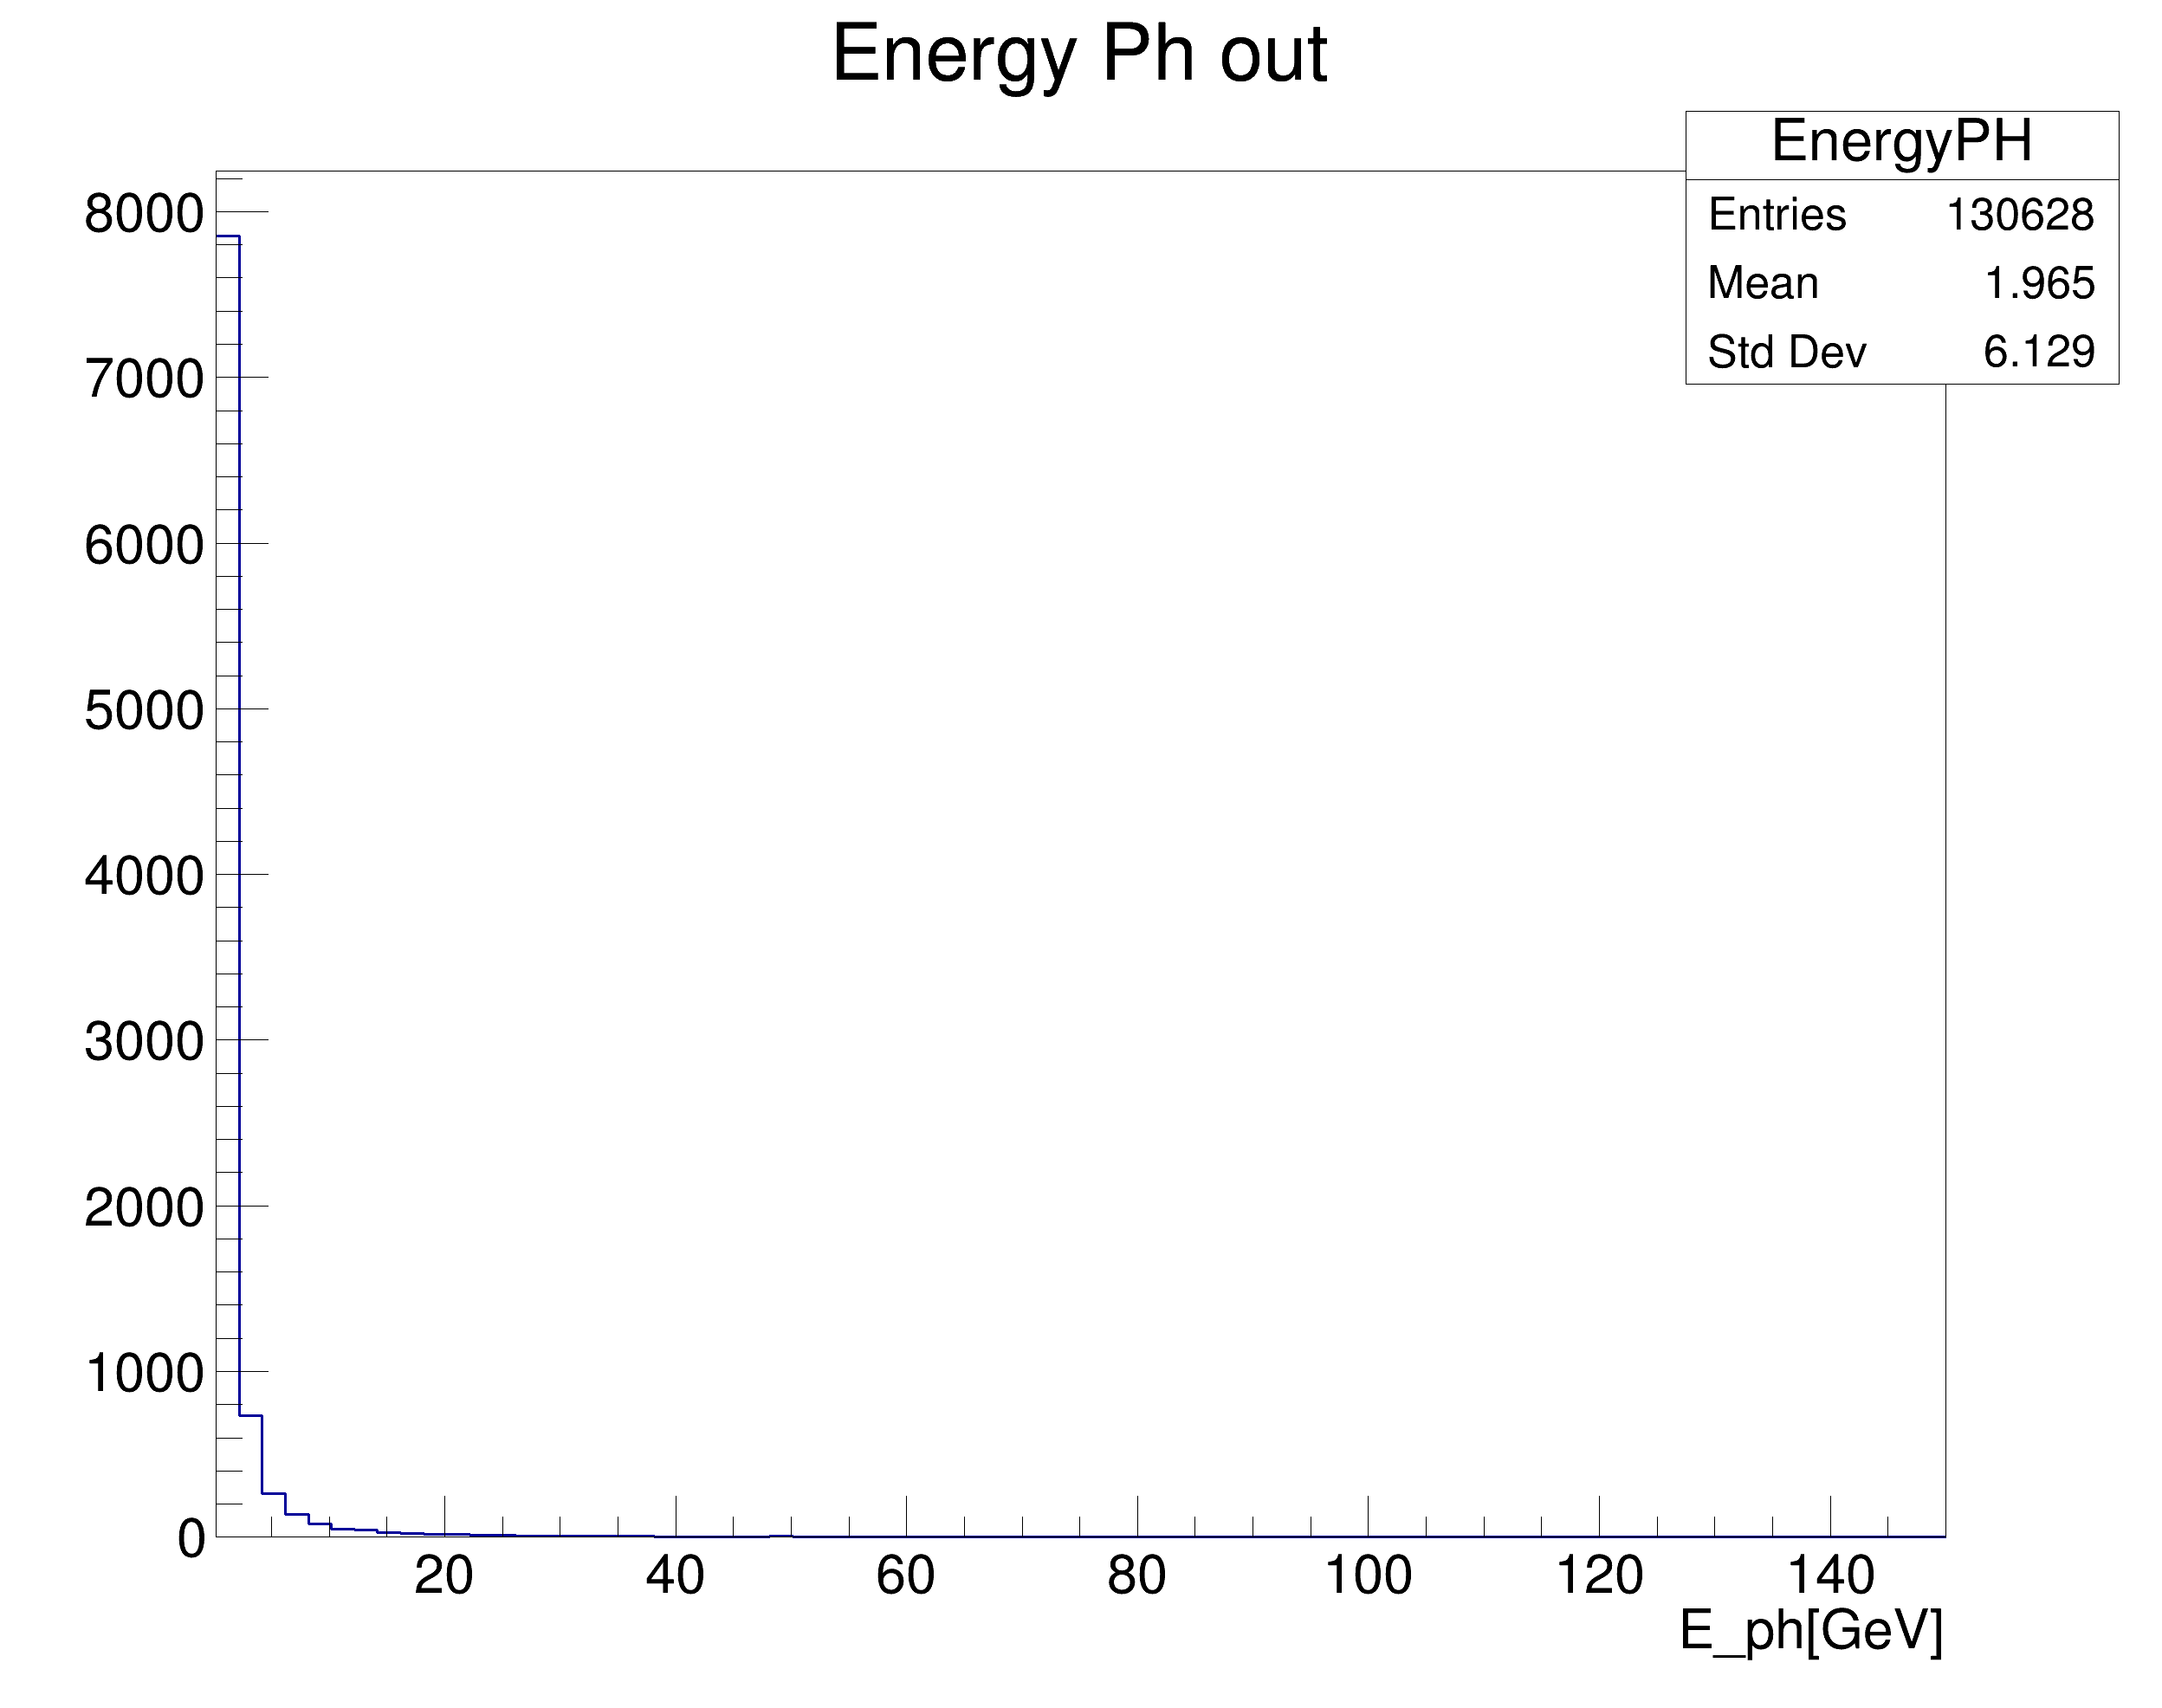 Energy Ph out
EnergyPH
Entries 130628
Mean 1.965
Std Dev 6.129
8000
7000
6000
5000
4000
3000
2000
1000
0
20 40 60 80 100 120 140
E_ph[GeV]